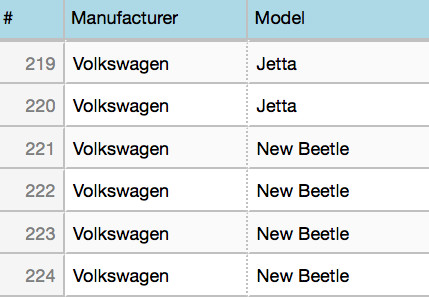 # Manufacturer Model
219 Volkswagen Jetta
220 Volkswagen Jetta
221 Volkswagen New Beetle
222 Volkswagen New Beetle
223 Volkswagen New Beetle
224 Volkswagen New Beetle